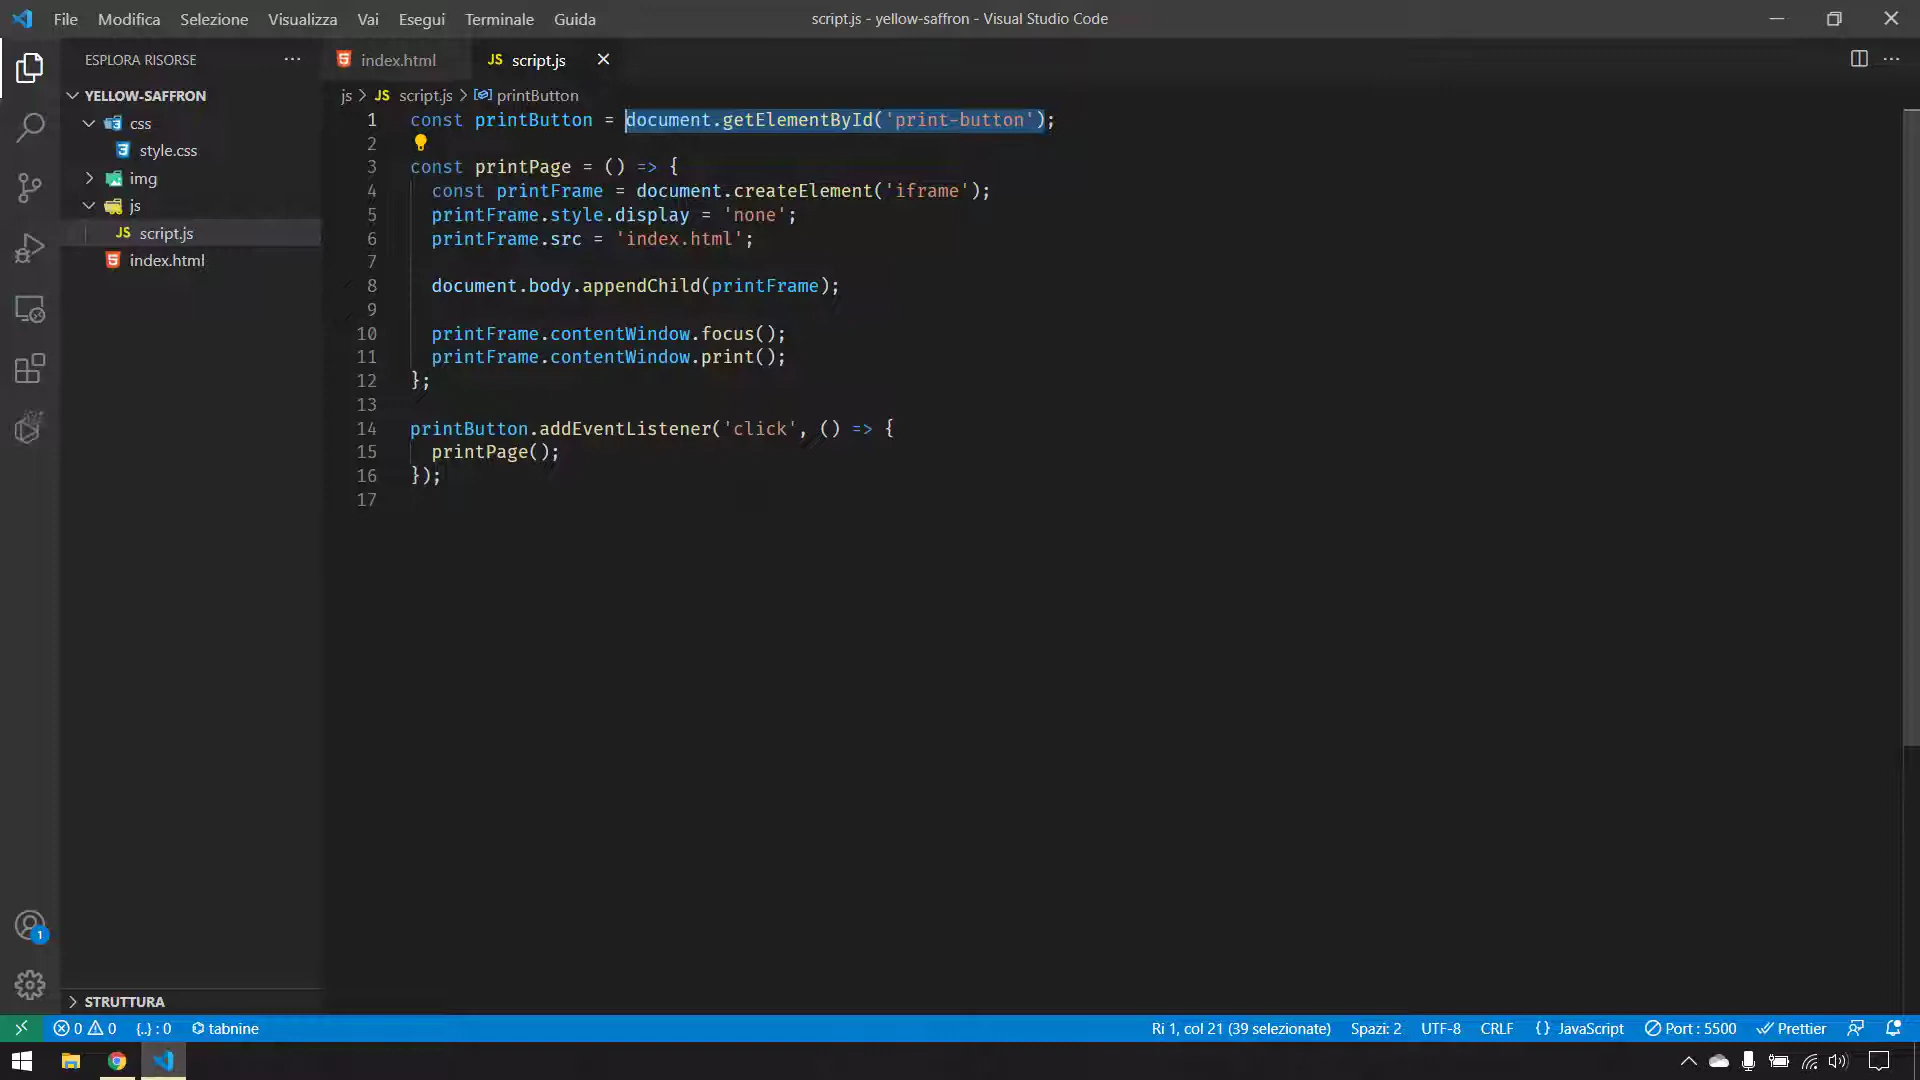 File Modifica Selezione Visualizza Vai Esegui Terminale Guida script.js - yellow-saffron - Visual Studio Code
ESPLORA RISORSE ···
YELLOW-SAFFRON
css
style.css
img
js
JS script.js
index.html
STRUTTURA
1
index.html JS script.js
js > JS script.js > printButton
1 const printButton = document.getElementById('print-button');
2
3 const printPage = () => {
4 const printFrame = document.createElement('iframe');
5 printFrame.style.display = 'none';
6 printFrame.src = 'index.html';
7
8 document.body.appendChild(printFrame);
9
10 printFrame.contentWindow.focus();
11 printFrame.contentWindow.print();
12 };
13
14 printButton.addEventListener('click', () => {
15 printPage();
16 });
17
0 0 {..} : 0 tabnine Ri 1, col 21 (39 selezionate) Spazi: 2 UTF-8 CRLF {} JavaScript Port : 5500 Prettier